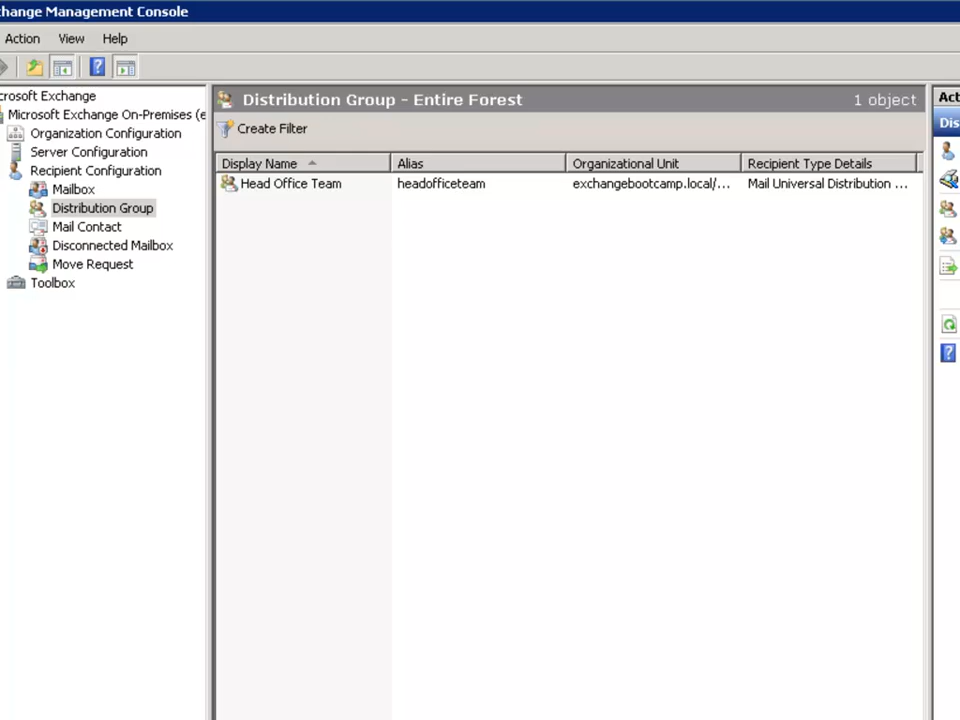 change Management Console
Action View Help
crosoft Exchange
Microsoft Exchange On-Premises (e
Organization Configuration
Server Configuration
Recipient Configuration
Mailbox
Distribution Group
Mail Contact
Disconnected Mailbox
Move Request
Toolbox
Distribution Group - Entire Forest 1 object
Create Filter
Display Name Alias Organizational Unit Recipient Type Details
Head Office Team headofficeteam exchangebootcamp.local/... Mail Universal Distribution ...
Act
Dis